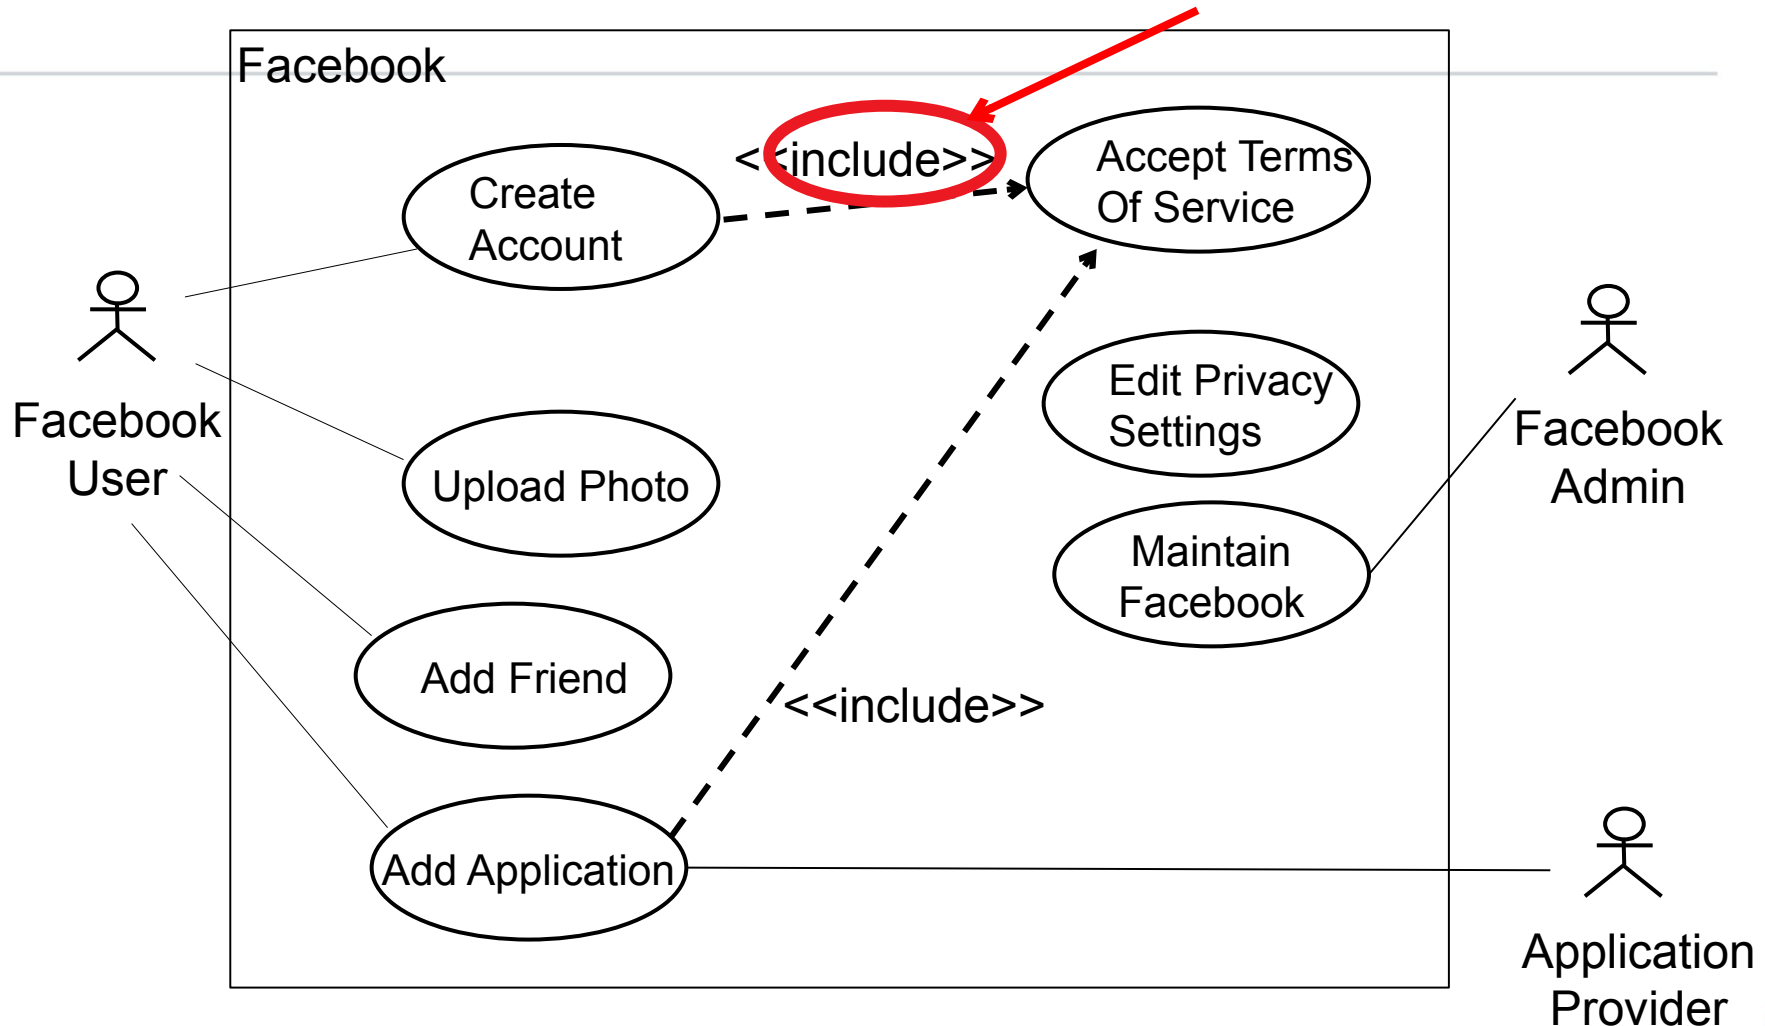 Facebook
<<include>>
Create
Account
Accept Terms
Of Service
Facebook
User
Edit Privacy
Settings
Facebook
Admin
Upload Photo
Maintain
Facebook
Add Friend
<<include>>
Add Application
Application
Provider